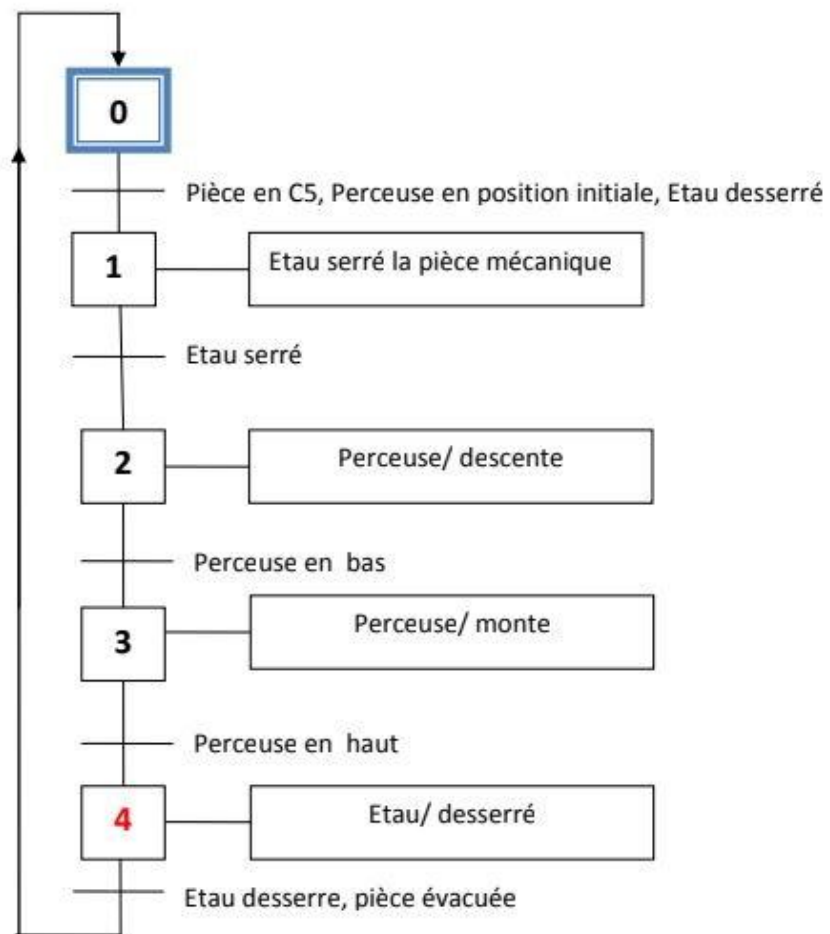 0
Pièce en C5, Perceuse en position initiale, Etau desserré
1
Etau serré la pièce mécanique
Etau serré
2
Perceuse/ descente
Perceuse en bas
3
Perceuse/ monte
Perceuse en haut
4
Etau/ desserré
Etau desserre, pièce évacuée